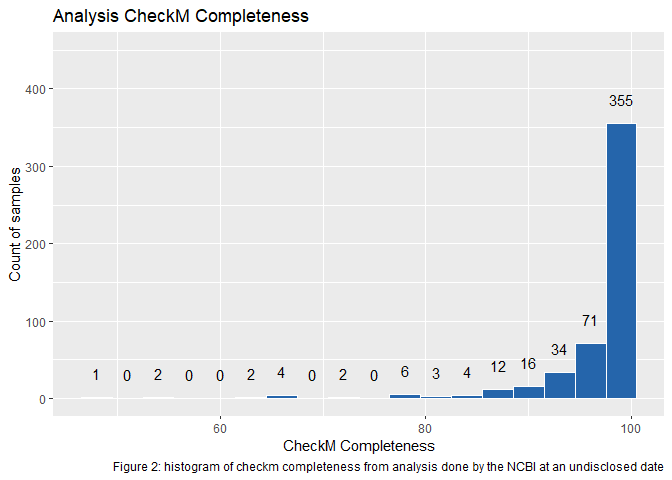 Analysis CheckM Completeness
400
300
200
100
0
Count of samples
1 0 2 0 0 2 4 0 2 0 6 3 4 12 16 34 71 355
60 80 100
CheckM Completeness
Figure 2: histogram of checkm completeness from analysis done by the NCBI at an undisclosed date